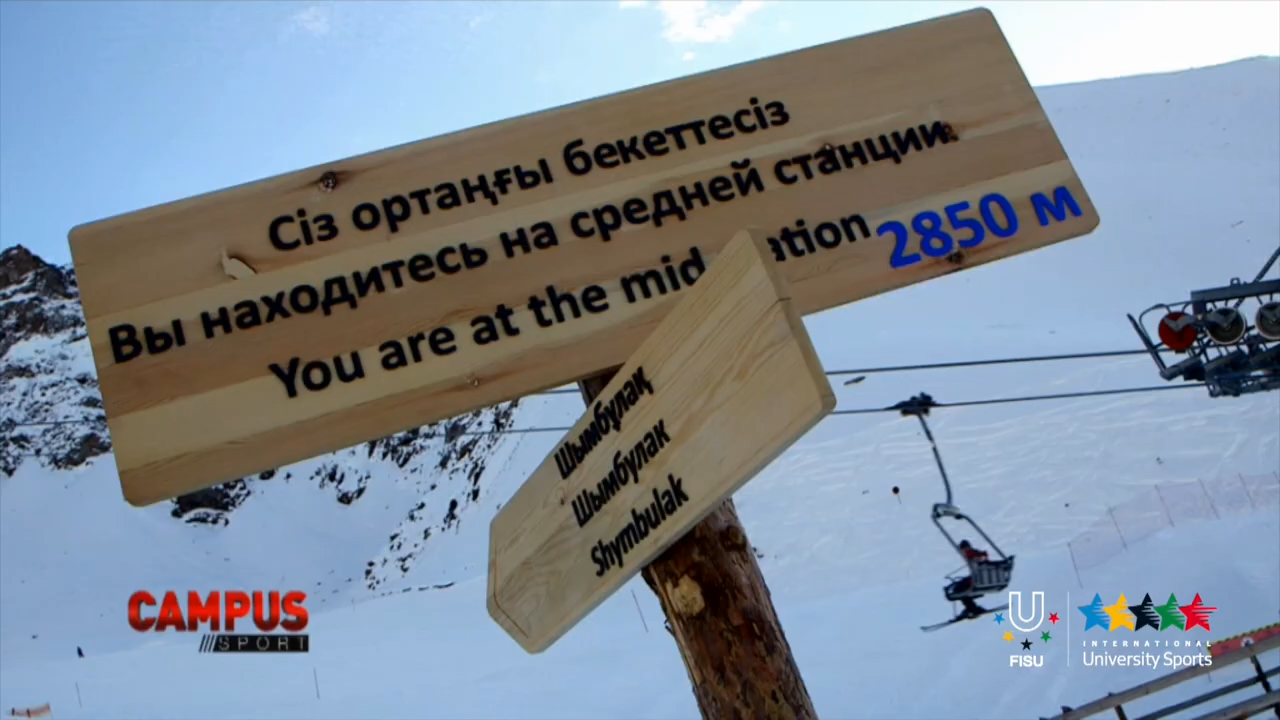 Сіз ортаңғы бекеттесіз
Вы находитесь на средней станции
You are at the mid ation 2850 м
Шымбұлақ
Шымбулак
Shymbulak
CAMPUS
SPORT
U
FISU
INTERNATIONAL
University Sports